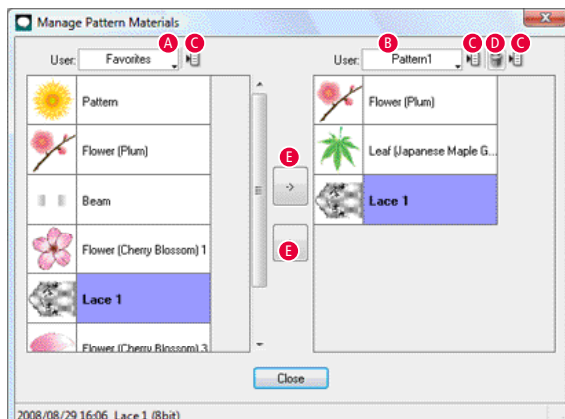 Manage Pattern Materials
A C B C D C
User: Favorites User: Pattern1
Pattern
Flower (Plum)
Beam
Flower (Cherry Blossom) 1
Lace 1
Flower (Cherry Blossom) 3
E
->
E
Flower (Plum)
Leaf (Japanese Maple G...
Lace 1
Close
2008/08/29 16:06 Lace 1 (8bit)